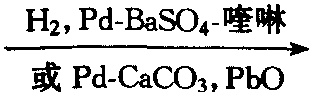 H₂, Pd-BaSO₄-喹啉
或 Pd-CaCO₃, PbO